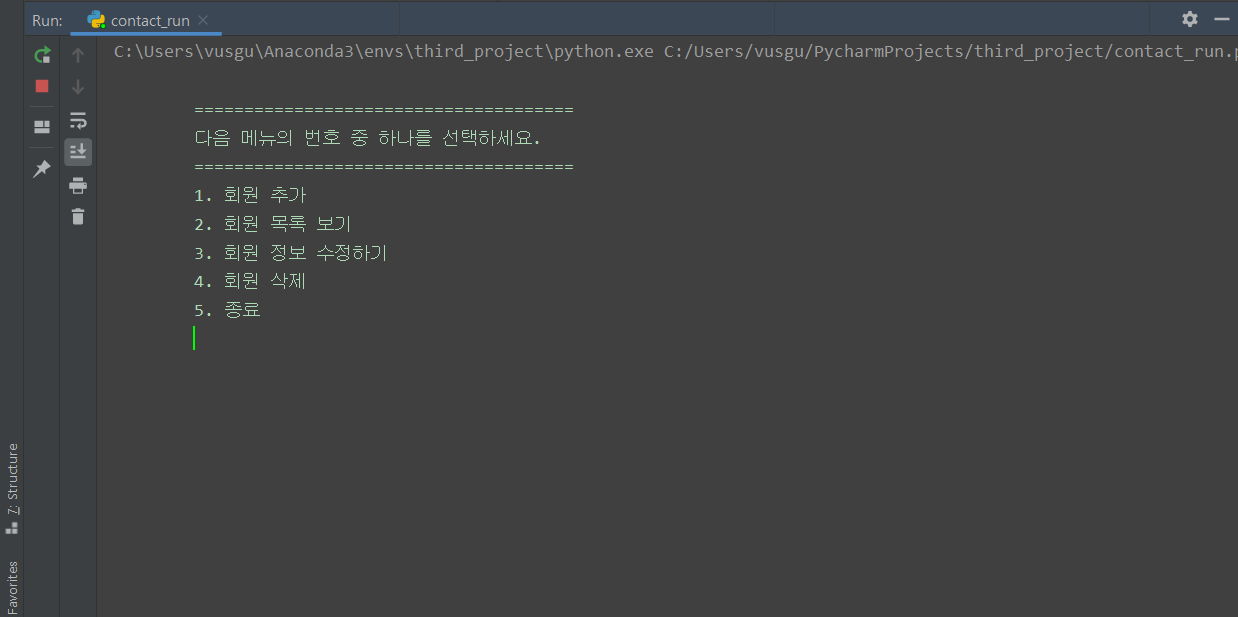 Run: contact_run
C:\Users\vusgu\Anaconda3\envs\third_project\python.exe C:/Users/vusgu/PycharmProjects/third_project/contact_run.p
======================================
다음 메뉴의 번호 중 하나를 선택하세요.
======================================
1. 회원 추가
2. 회원 목록 보기
3. 회원 정보 수정하기
4. 회원 삭제
5. 종료
7: Structure
Favorites